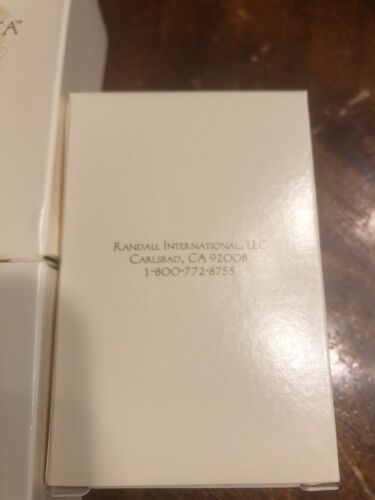 RANDALL INTERNATIONAL, LLC
CARLSBAD, CA 92008
1-800-772-8755